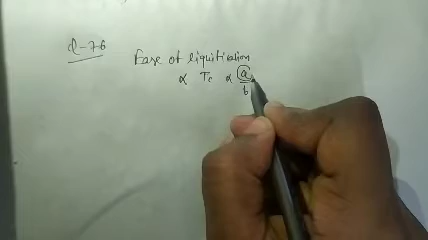 Q-76
Ease of liquification
∝ Tc ∝ a/b